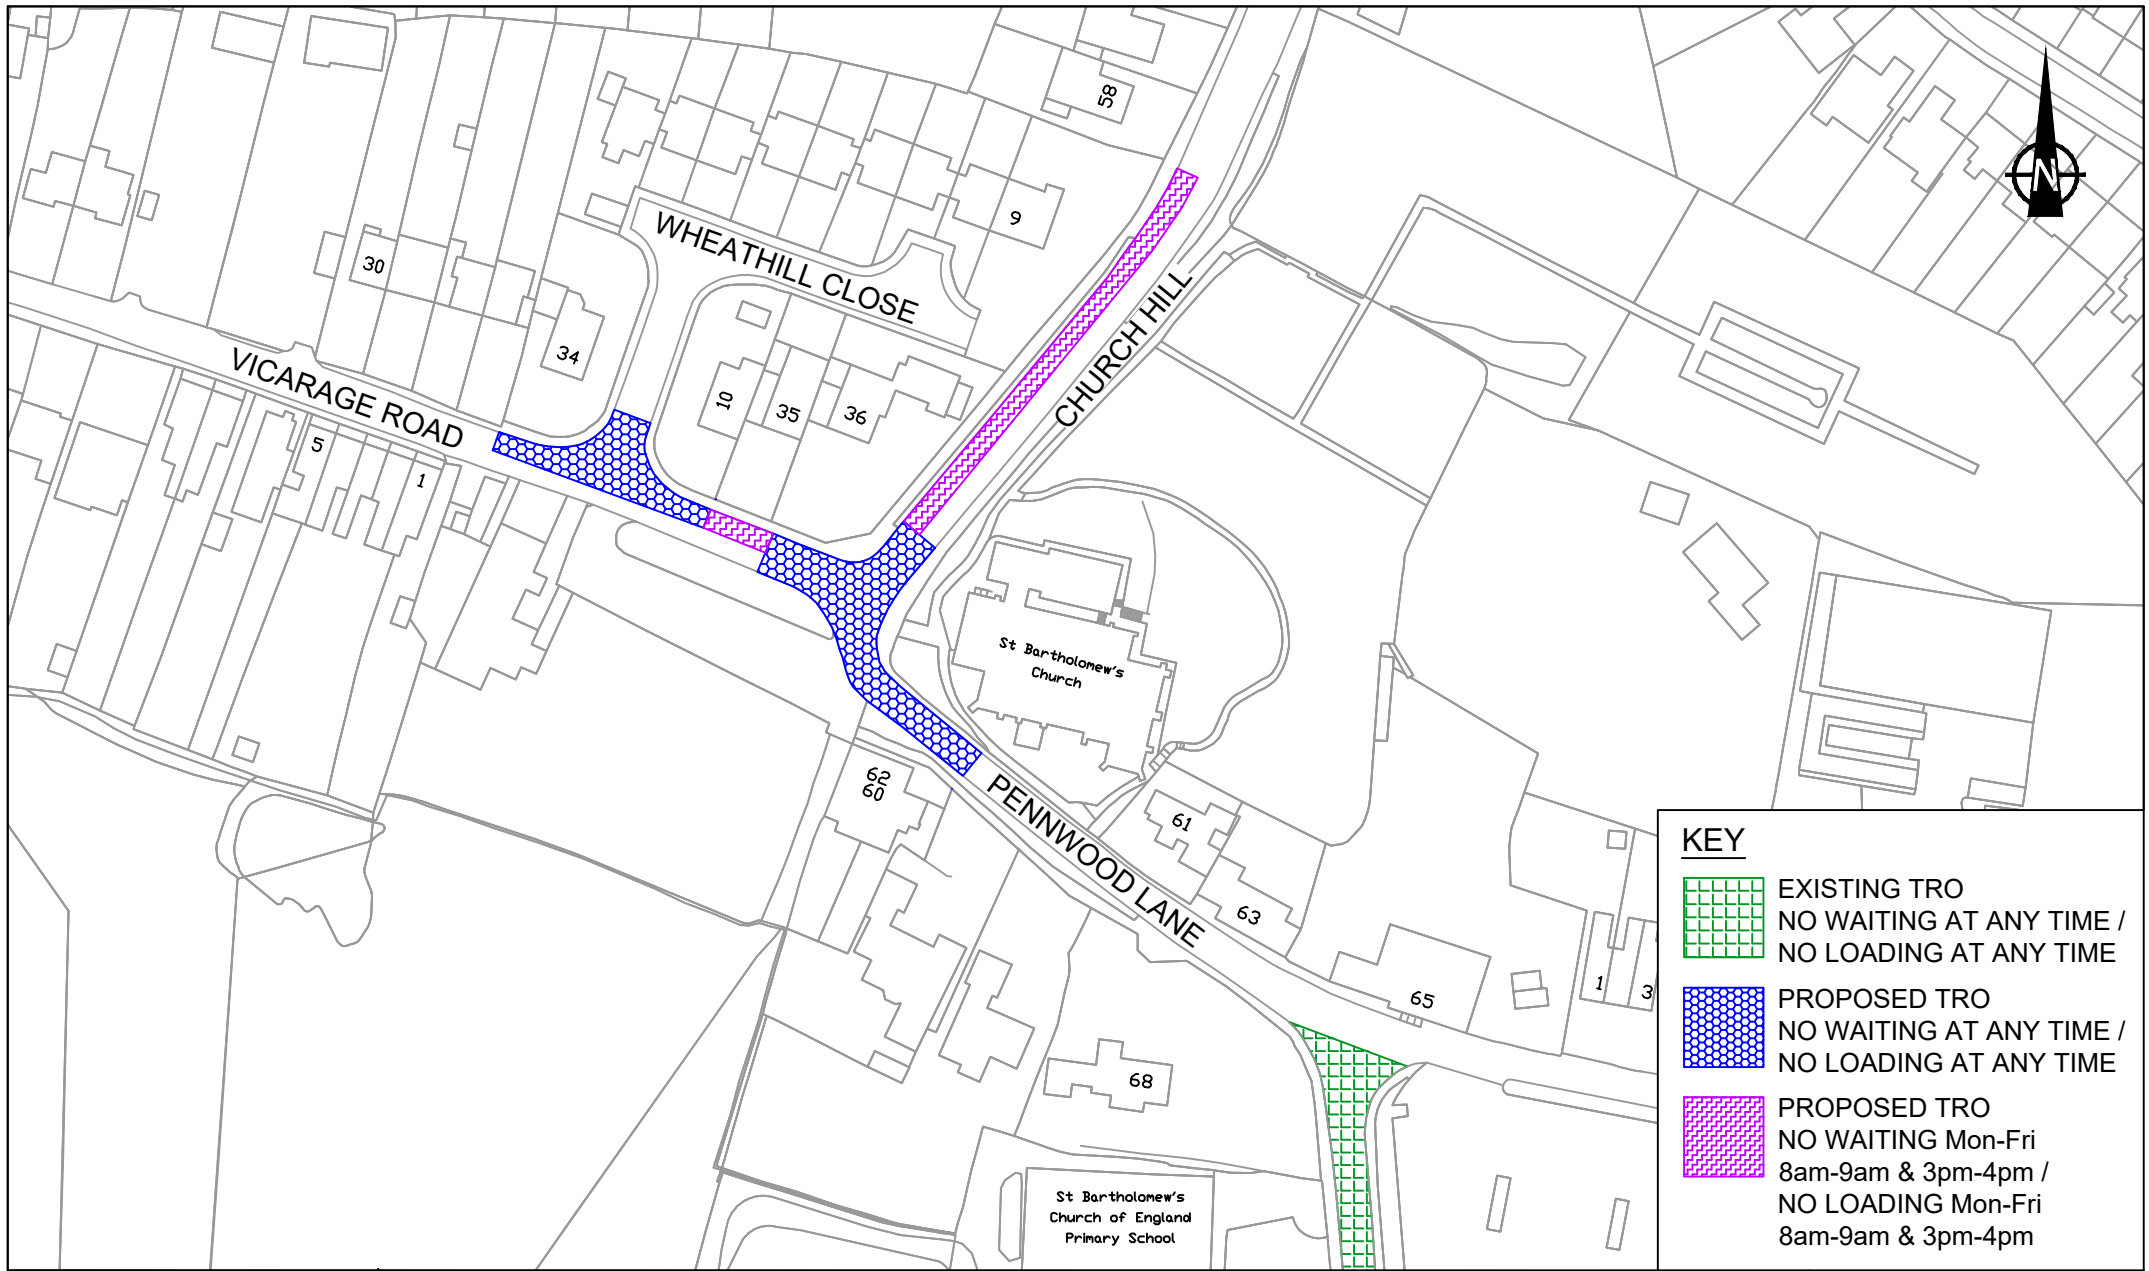 58
N
9
WHEATHILL CLOSE
30
34
VICARAGE ROAD
CHURCH HILL
10
35
36
5
1
St Bartholomew's
Church
62
60
PENNWOOD LANE
61
63
65
1
3
68
St Bartholomew's
Church of England
Primary School
KEY
EXISTING TRO
NO WAITING AT ANY TIME /
NO LOADING AT ANY TIME
PROPOSED TRO
NO WAITING AT ANY TIME /
NO LOADING AT ANY TIME
PROPOSED TRO
NO WAITING Mon-Fri
8am-9am & 3pm-4pm /
NO LOADING Mon-Fri
8am-9am & 3pm-4pm